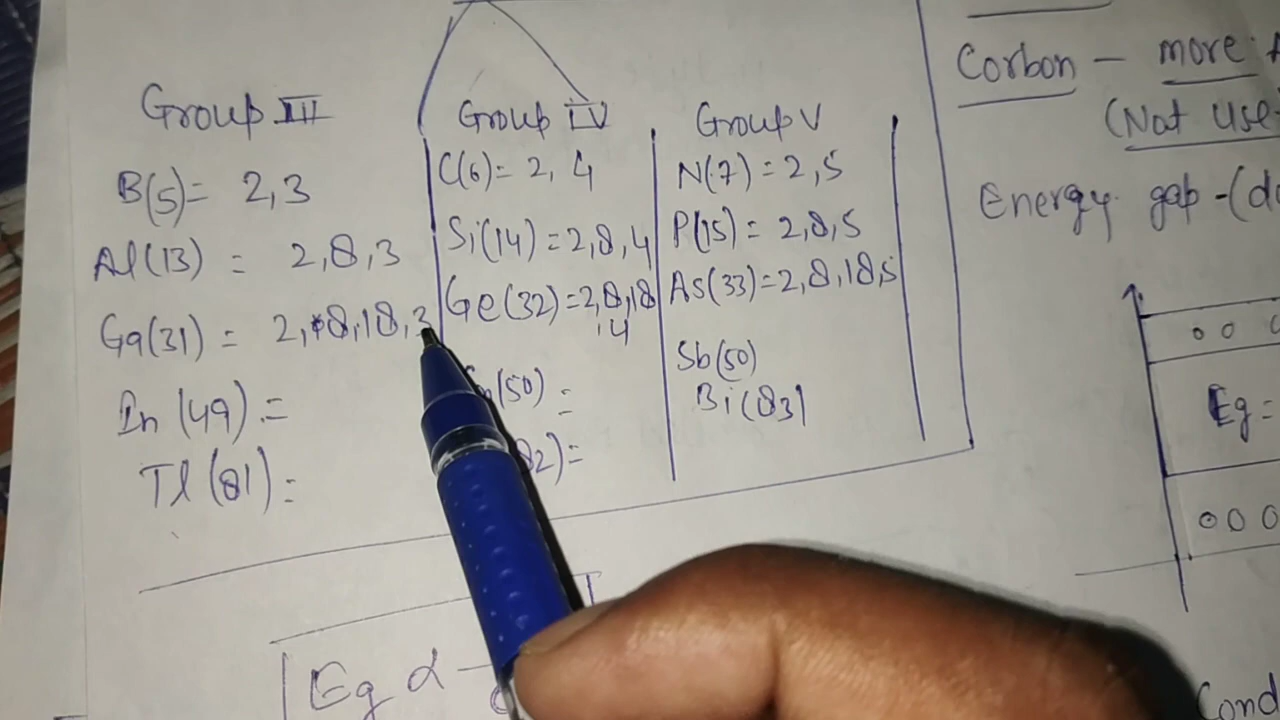 Group III
B(5)= 2,3
Al(13) = 2,8,3
Ga(31) = 2,8,18,3
In (49) =
Tl (81) =
Group IV
C(6)= 2, 4
Si(14) = 2,8,4
Ge(32) = 2,8,18
,4
(50) =
82)=
Group V
N(7) = 2,5
P(15) = 2,8,5
As(33) = 2,8,18,5
Sb(50)
Bi(83)
Corbon - more
(Not Use
Energy gap -(d
Eg =
Eg α
Cond